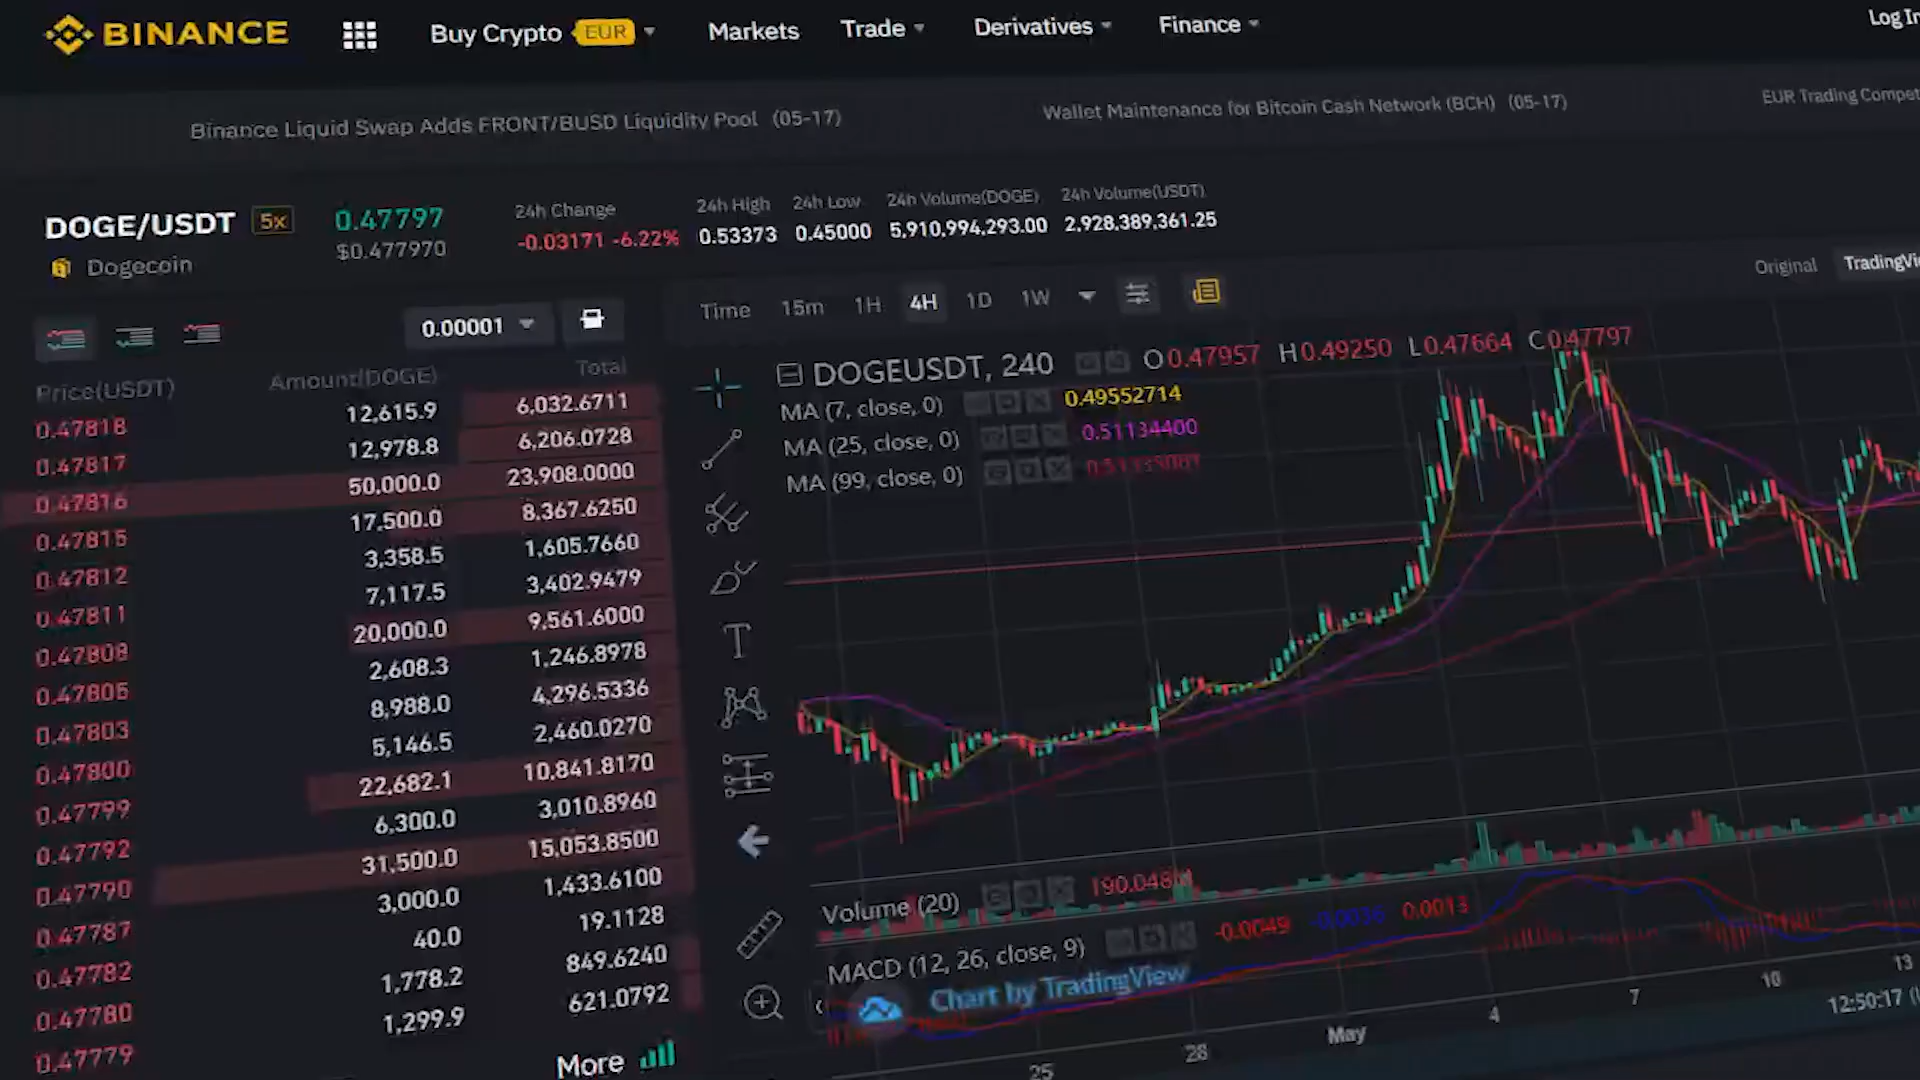 BINANCE
Buy Crypto EUR
Markets
Trade
Derivatives
Finance
Log In
Binance Liquid Swap Adds FRONT/BUSD Liquidity Pool (05-17)
Wallet Maintenance for Bitcoin Cash Network (BCH) (05-17)
EUR Trading Compet
DOGE/USDT 5x
Dogecoin
0.47797
$0.477970
24h Change
-0.03171 -6.22%
24h High
0.53373
24h Low
0.45000
24h Volume(DOGE)
5,910,994,293.00
24h Volume(USDT)
2,928,389,361.25
0.00001
Price(USDT) Amount(DOGE) Total
0.47818 12,615.9 6,032.6711
0.47817 12,978.8 6,206.0728
0.47816 50,000.0 23,908.0000
0.47815 17,500.0 8,367.6250
0.47812 3,358.5 1,605.7660
0.47811 7,117.5 3,402.9479
0.47808 20,000.0 9,561.6000
0.47805 2,608.3 1,246.8978
0.47803 8,988.0 4,296.5336
0.47800 5,146.5 2,460.0270
0.47799 22,682.1 10,841.8170
0.47792 6,300.0 3,010.8960
0.47790 31,500.0 15,053.8500
0.47787 3,000.0 1,433.6100
0.47782 40.0 19.1128
0.47780 1,778.2 849.6240
0.47779 1,299.9 621.0792
More
Time 15m 1H 4H 1D 1W
Original
TradingVie
DOGEUSDT, 240 O0.47957 H0.49250 L0.47664 C0.47797
MA (7, close, 0) 0.49552714
MA (25, close, 0) 0.51134400
MA (99, close, 0)
T
Volume (20)
MACD (12, 26, close, 9) -0.0049 -0.0036 0.0013
Chart by TradingView
25 28 May 4 7 10 13
12:50:17 (U